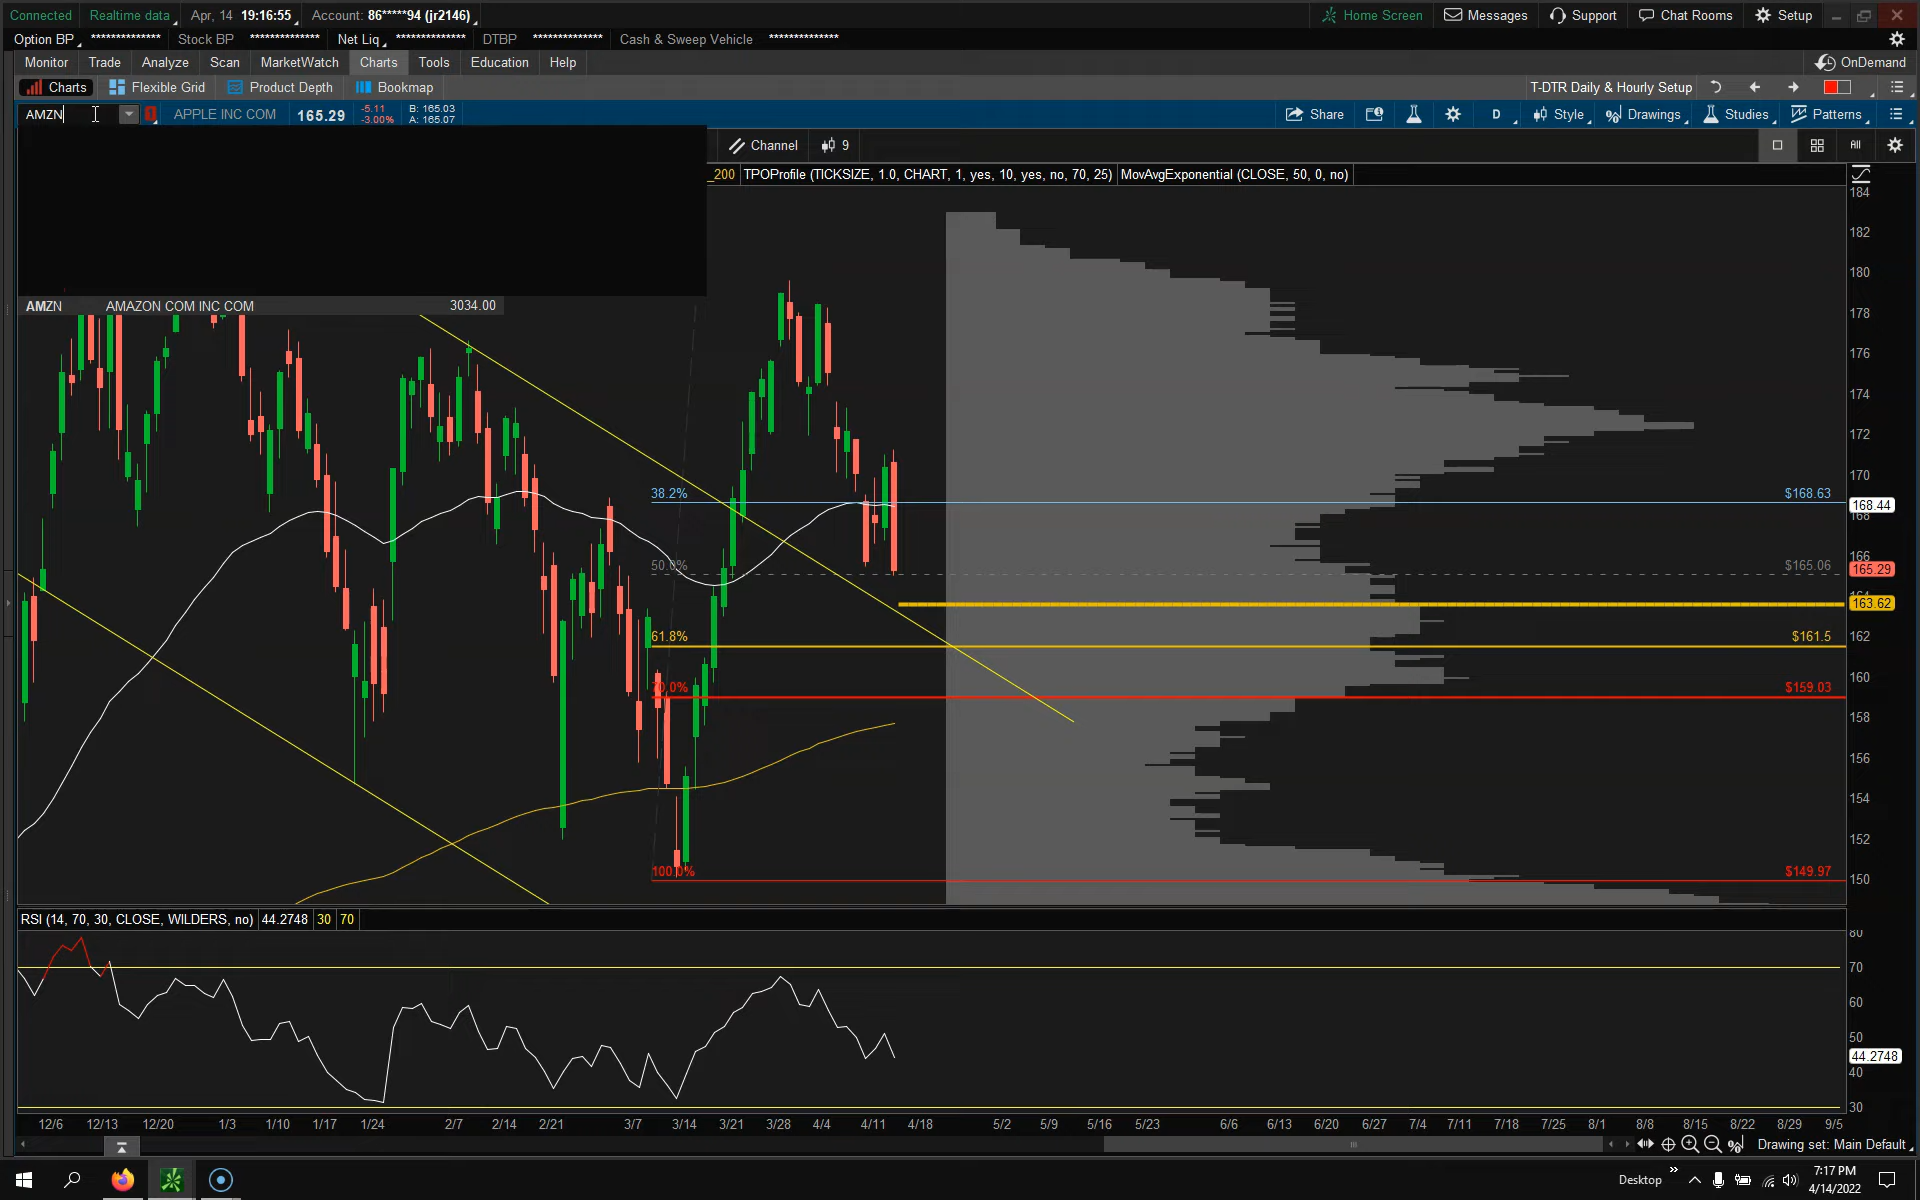 Connected Realtime data Apr, 14 19:16:55 Account: 86*****94 (jr2146) Home Screen Messages Support Chat Rooms Setup
Option BP ************** Stock BP ************** Net Liq ************** DTBP ************** Cash & Sweep Vehicle **************
Monitor Trade Analyze Scan MarketWatch Charts Tools Education Help OnDemand
Charts Flexible Grid Product Depth Bookmap T-DTR Daily & Hourly Setup
AMZN 1 APPLE INC COM 165.29 -5.11 B: 165.03 Share D Style Drawings Studies Patterns
-3.00% A: 165.07
Channel 9 All
_200 TPOProfile (TICKSIZE, 1.0, CHART, 1, yes, 10, yes, no, 70, 25) MovAvgExponential (CLOSE, 50, 0, no)
184
182
180
AMZN AMAZON COM INC COM 3034.00
178
176
174
172
170
38.2% $168.63
168.44
168
166
50.0% $165.06
165.29
163.62
61.8% $161.5
162
160
70.0% $159.03
158
156
154
152
100.0% $149.97
150
RSI (14, 70, 30, CLOSE, WILDERS, no) 44.2748 30 70
80
70
60
50
44.2748
40
30
12/6 12/13 12/20 1/3 1/10 1/17 1/24 2/7 2/14 2/21 3/7 3/14 3/21 3/28 4/4 4/11 4/18 5/2 5/9 5/16 5/23 6/6 6/13 6/20 6/27 7/4 7/11 7/18 7/25 8/1 8/8 8/15 8/22 8/29 9/5
Drawing set: Main Default
Desktop 7:17 PM
4/14/2022